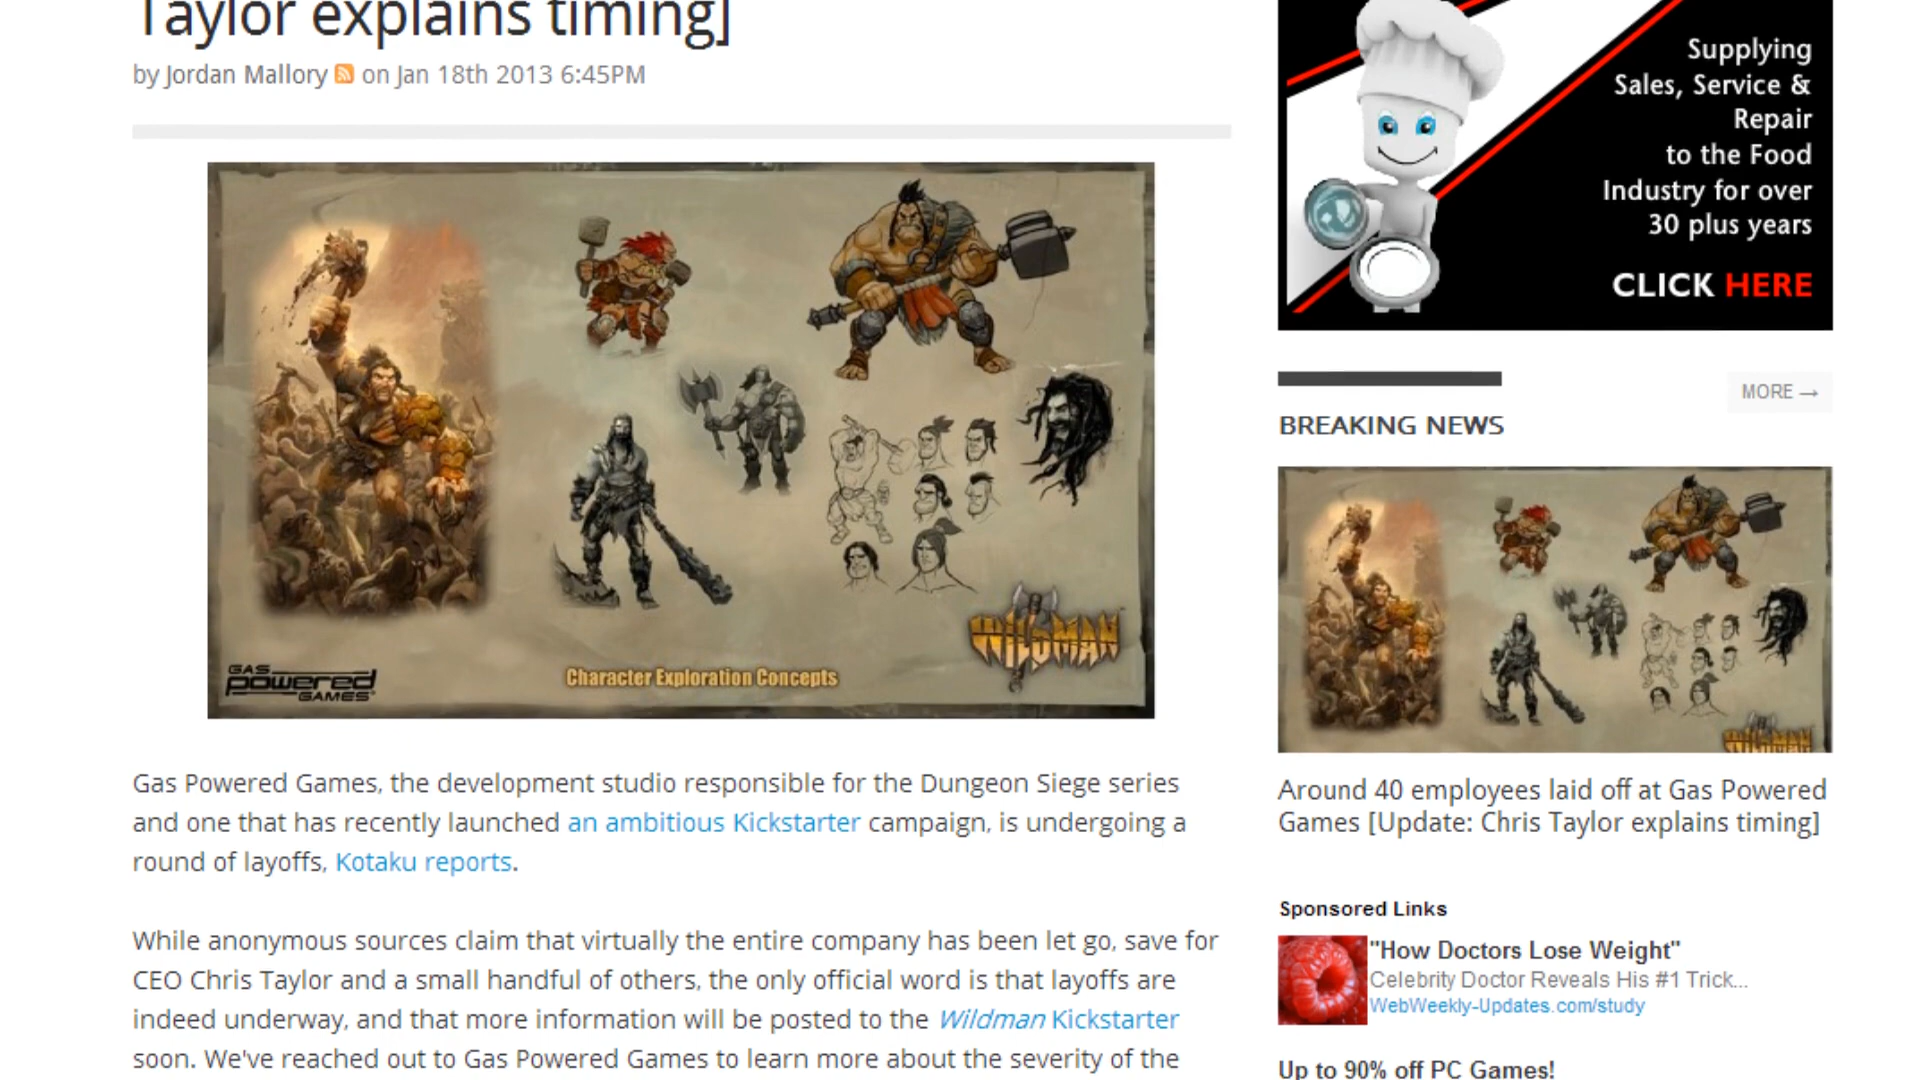 Taylor explains timing]
by Jordan Mallory on Jan 18th 2013 6:45PM
GAS
powered
GAMES
Character Exploration Concepts
WILDMAN
Gas Powered Games, the development studio responsible for the Dungeon Siege series
and one that has recently launched an ambitious Kickstarter campaign, is undergoing a
round of layoffs, Kotaku reports.
While anonymous sources claim that virtually the entire company has been let go, save for
CEO Chris Taylor and a small handful of others, the only official word is that layoffs are
indeed underway, and that more information will be posted to the Wildman Kickstarter
soon. We've reached out to Gas Powered Games to learn more about the severity of the
Supplying
Sales, Service &
Repair
to the Food
Industry for over
30 plus years
CLICK HERE
MORE →
BREAKING NEWS
WILDMAN
Around 40 employees laid off at Gas Powered
Games [Update: Chris Taylor explains timing]
Sponsored Links
"How Doctors Lose Weight"
Celebrity Doctor Reveals His #1 Trick...
WebWeekly-Updates.com/study
Up to 90% off PC Games!